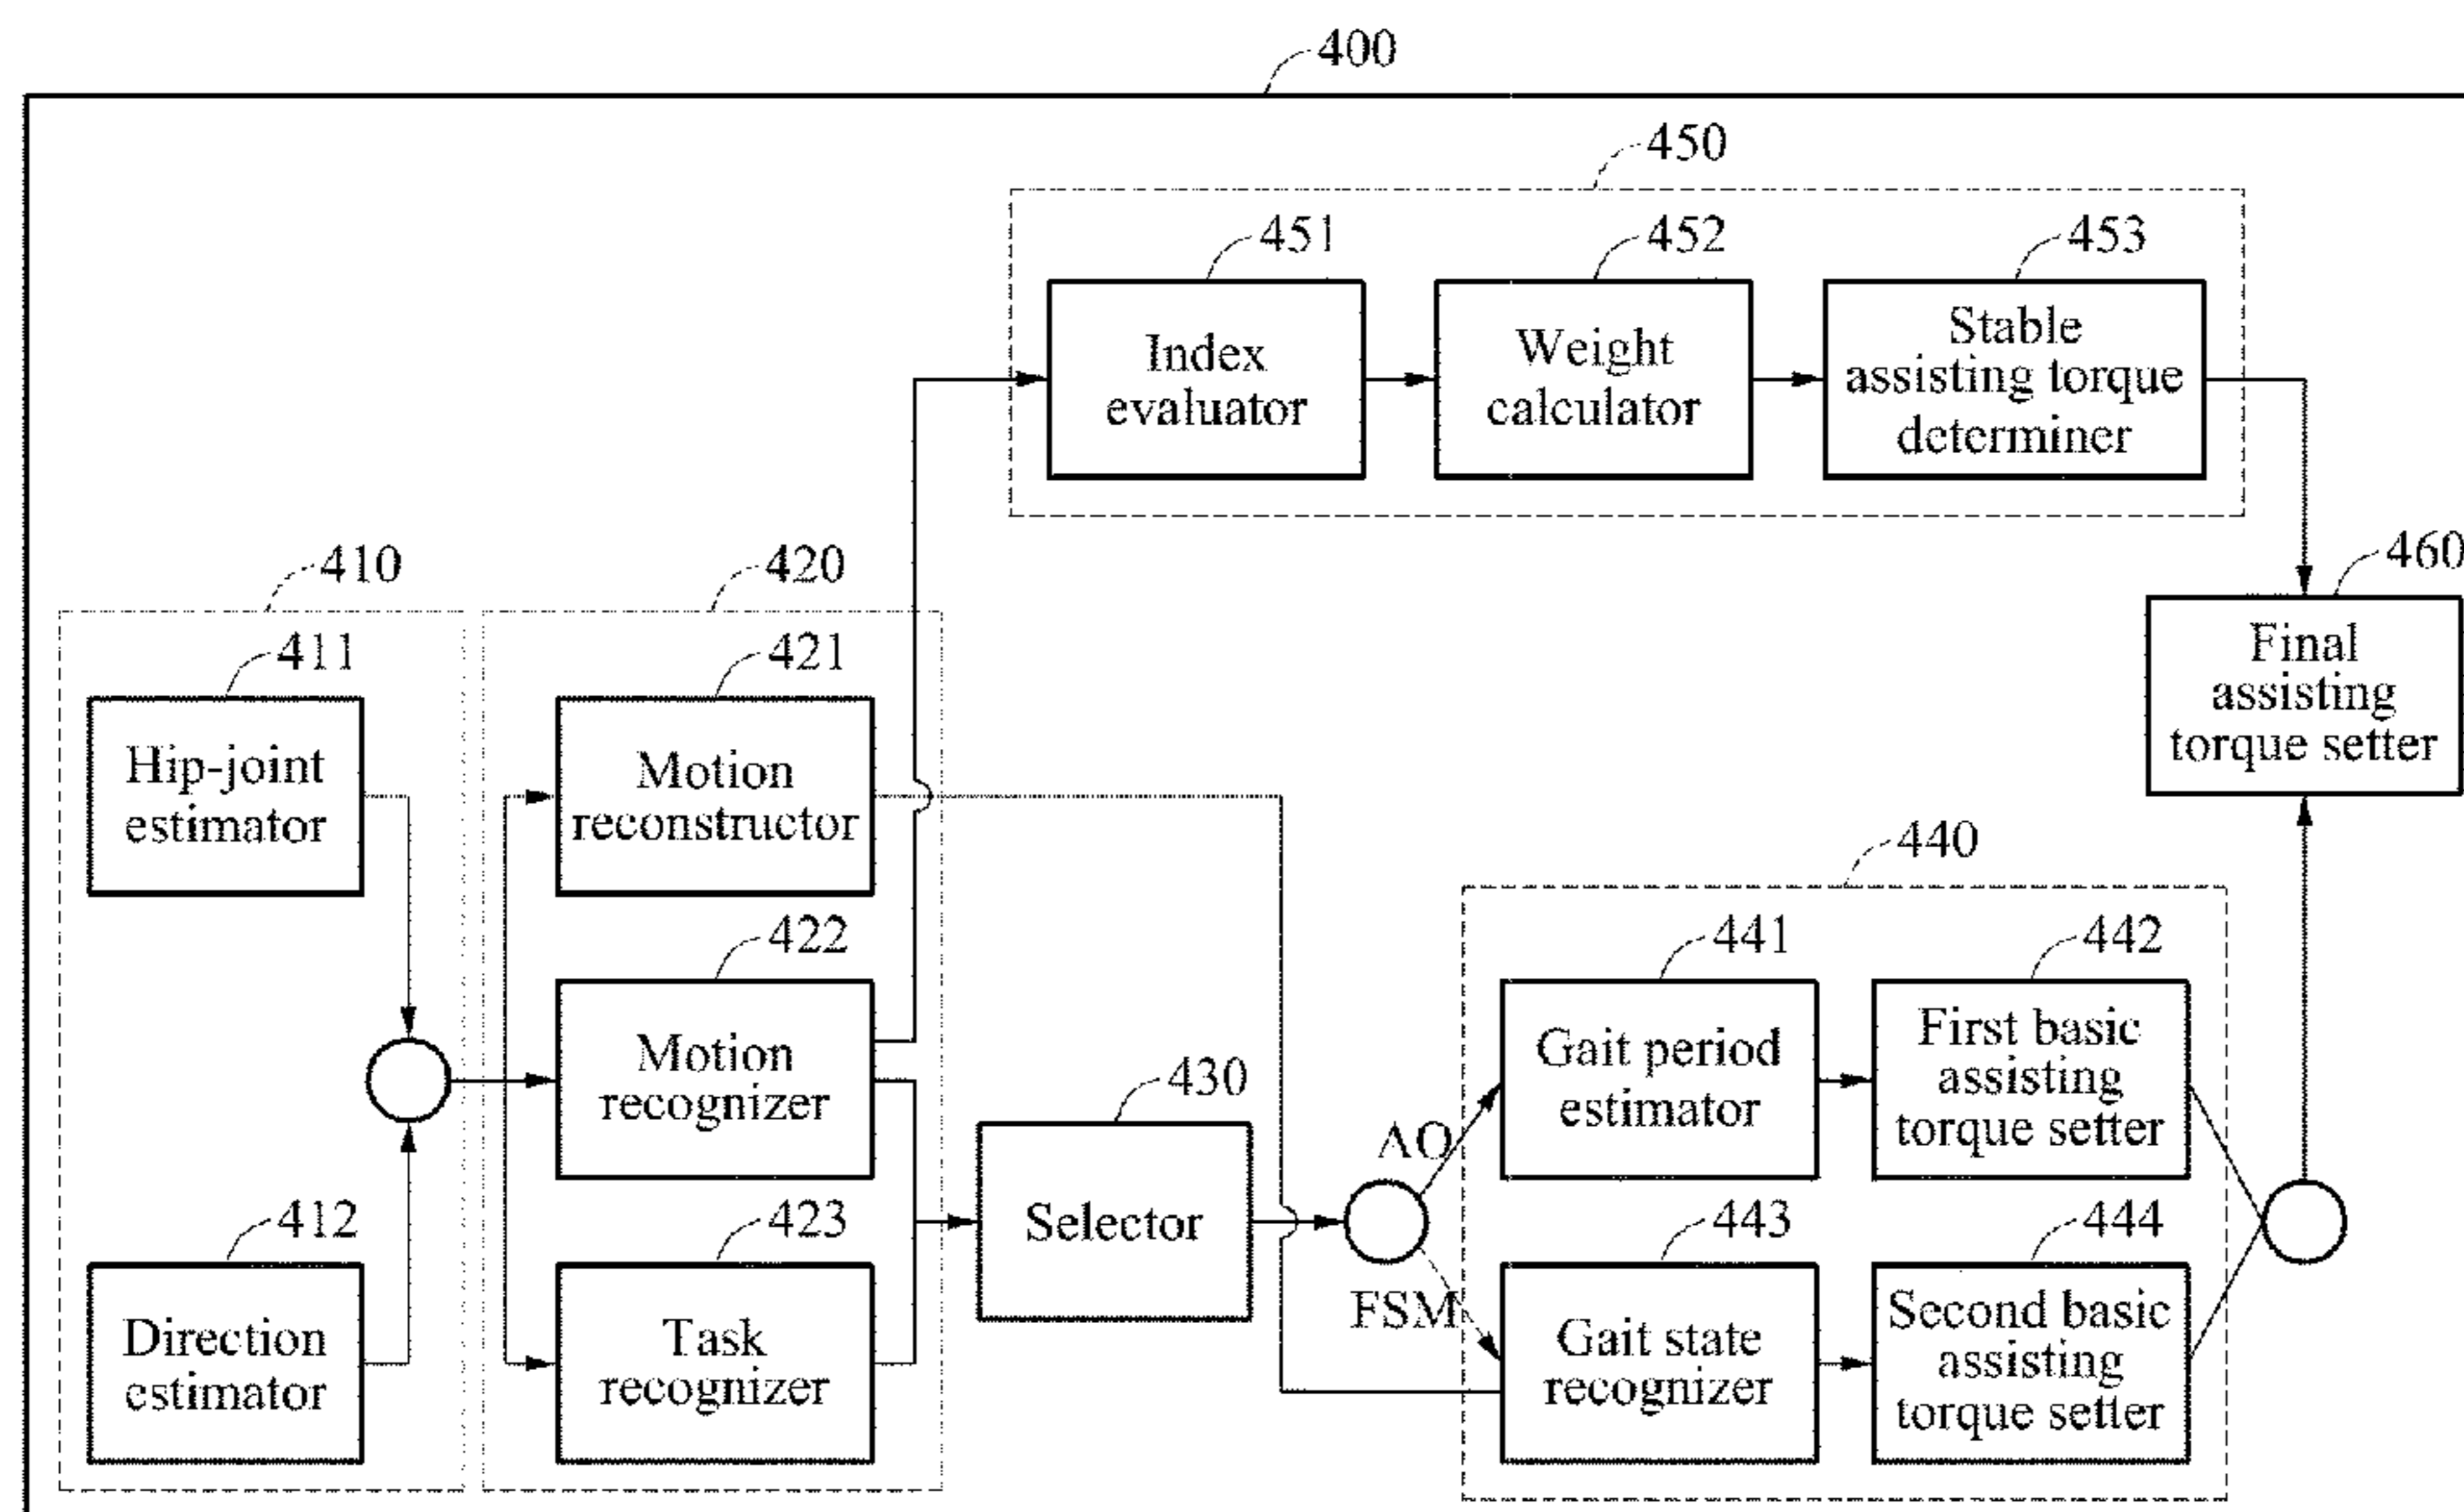 400
450
451
452
453
Index
evaluator
Weight
calculator
Stable
assisting torque
determiner
410
420
460
411
421
Hip-joint
estimator
Motion
reconstructor
Final
assisting
torque setter
440
422
441
442
Motion
recognizer
Gait period
estimator
First basic
assisting
torque setter
430
AO
412
423
Selector
443
444
FSM
Direction
estimator
Task
recognizer
Gait state
recognizer
Second basic
assisting
torque setter